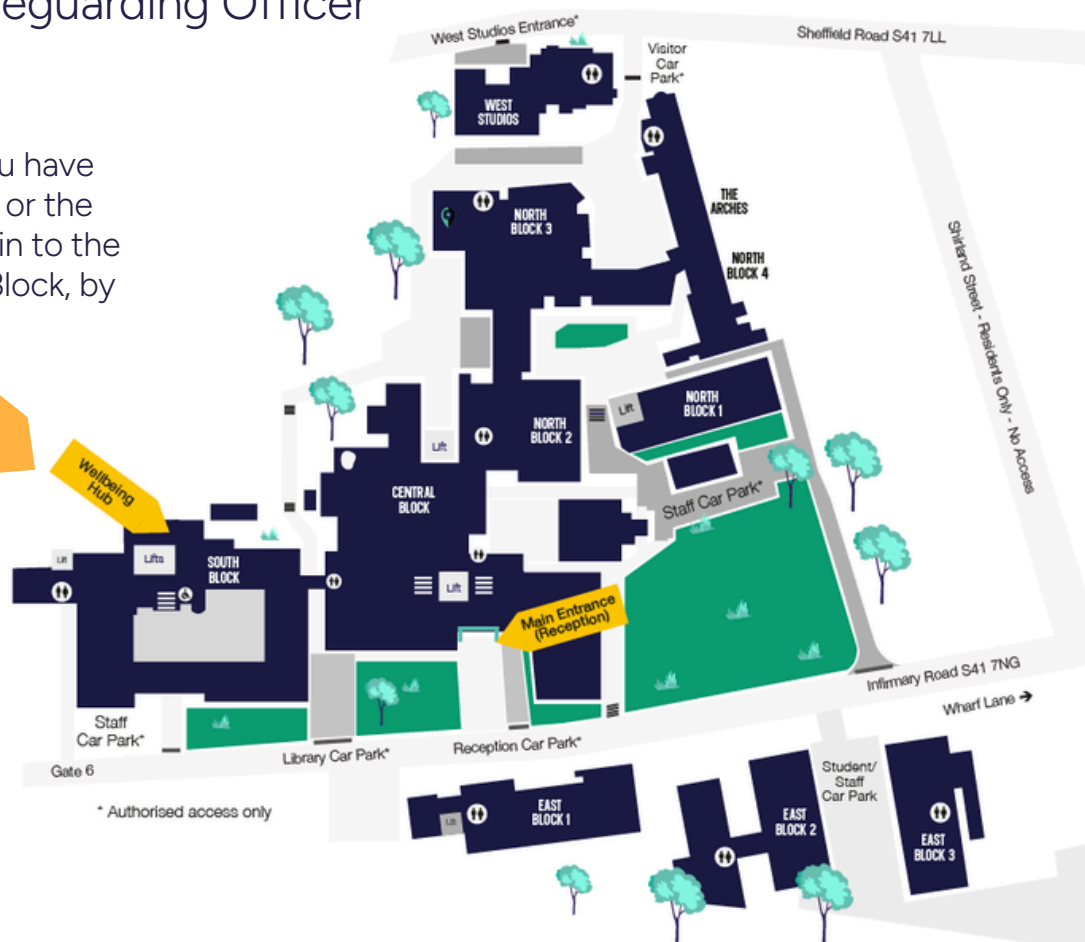 eguarding Officer
u have
or the
in to the
Block, by
West Studios Entrance*
Sheffield Road S41 7LL
Visitor
Car
Park*
WEST
STUDIOS
THE
ARCHES
NORTH
BLOCK 3
NORTH
BLOCK 4
Shirland Street - Residents Only - No Access
Lift
NORTH
BLOCK 1
NORTH
BLOCK 2
Lift
Wellbeing
Hub
CENTRAL
BLOCK
Staff Car Park*
Lift
Lifts
SOUTH
BLOCK
Lift
Main Entrance
(Reception)
Infirmary Road S41 7NG
Wharf Lane →
Staff
Car Park*
Library Car Park*
Reception Car Park*
Gate 6
Student/
Staff
Car Park
* Authorised access only
Lift
EAST
BLOCK 1
EAST
BLOCK 2
EAST
BLOCK 3